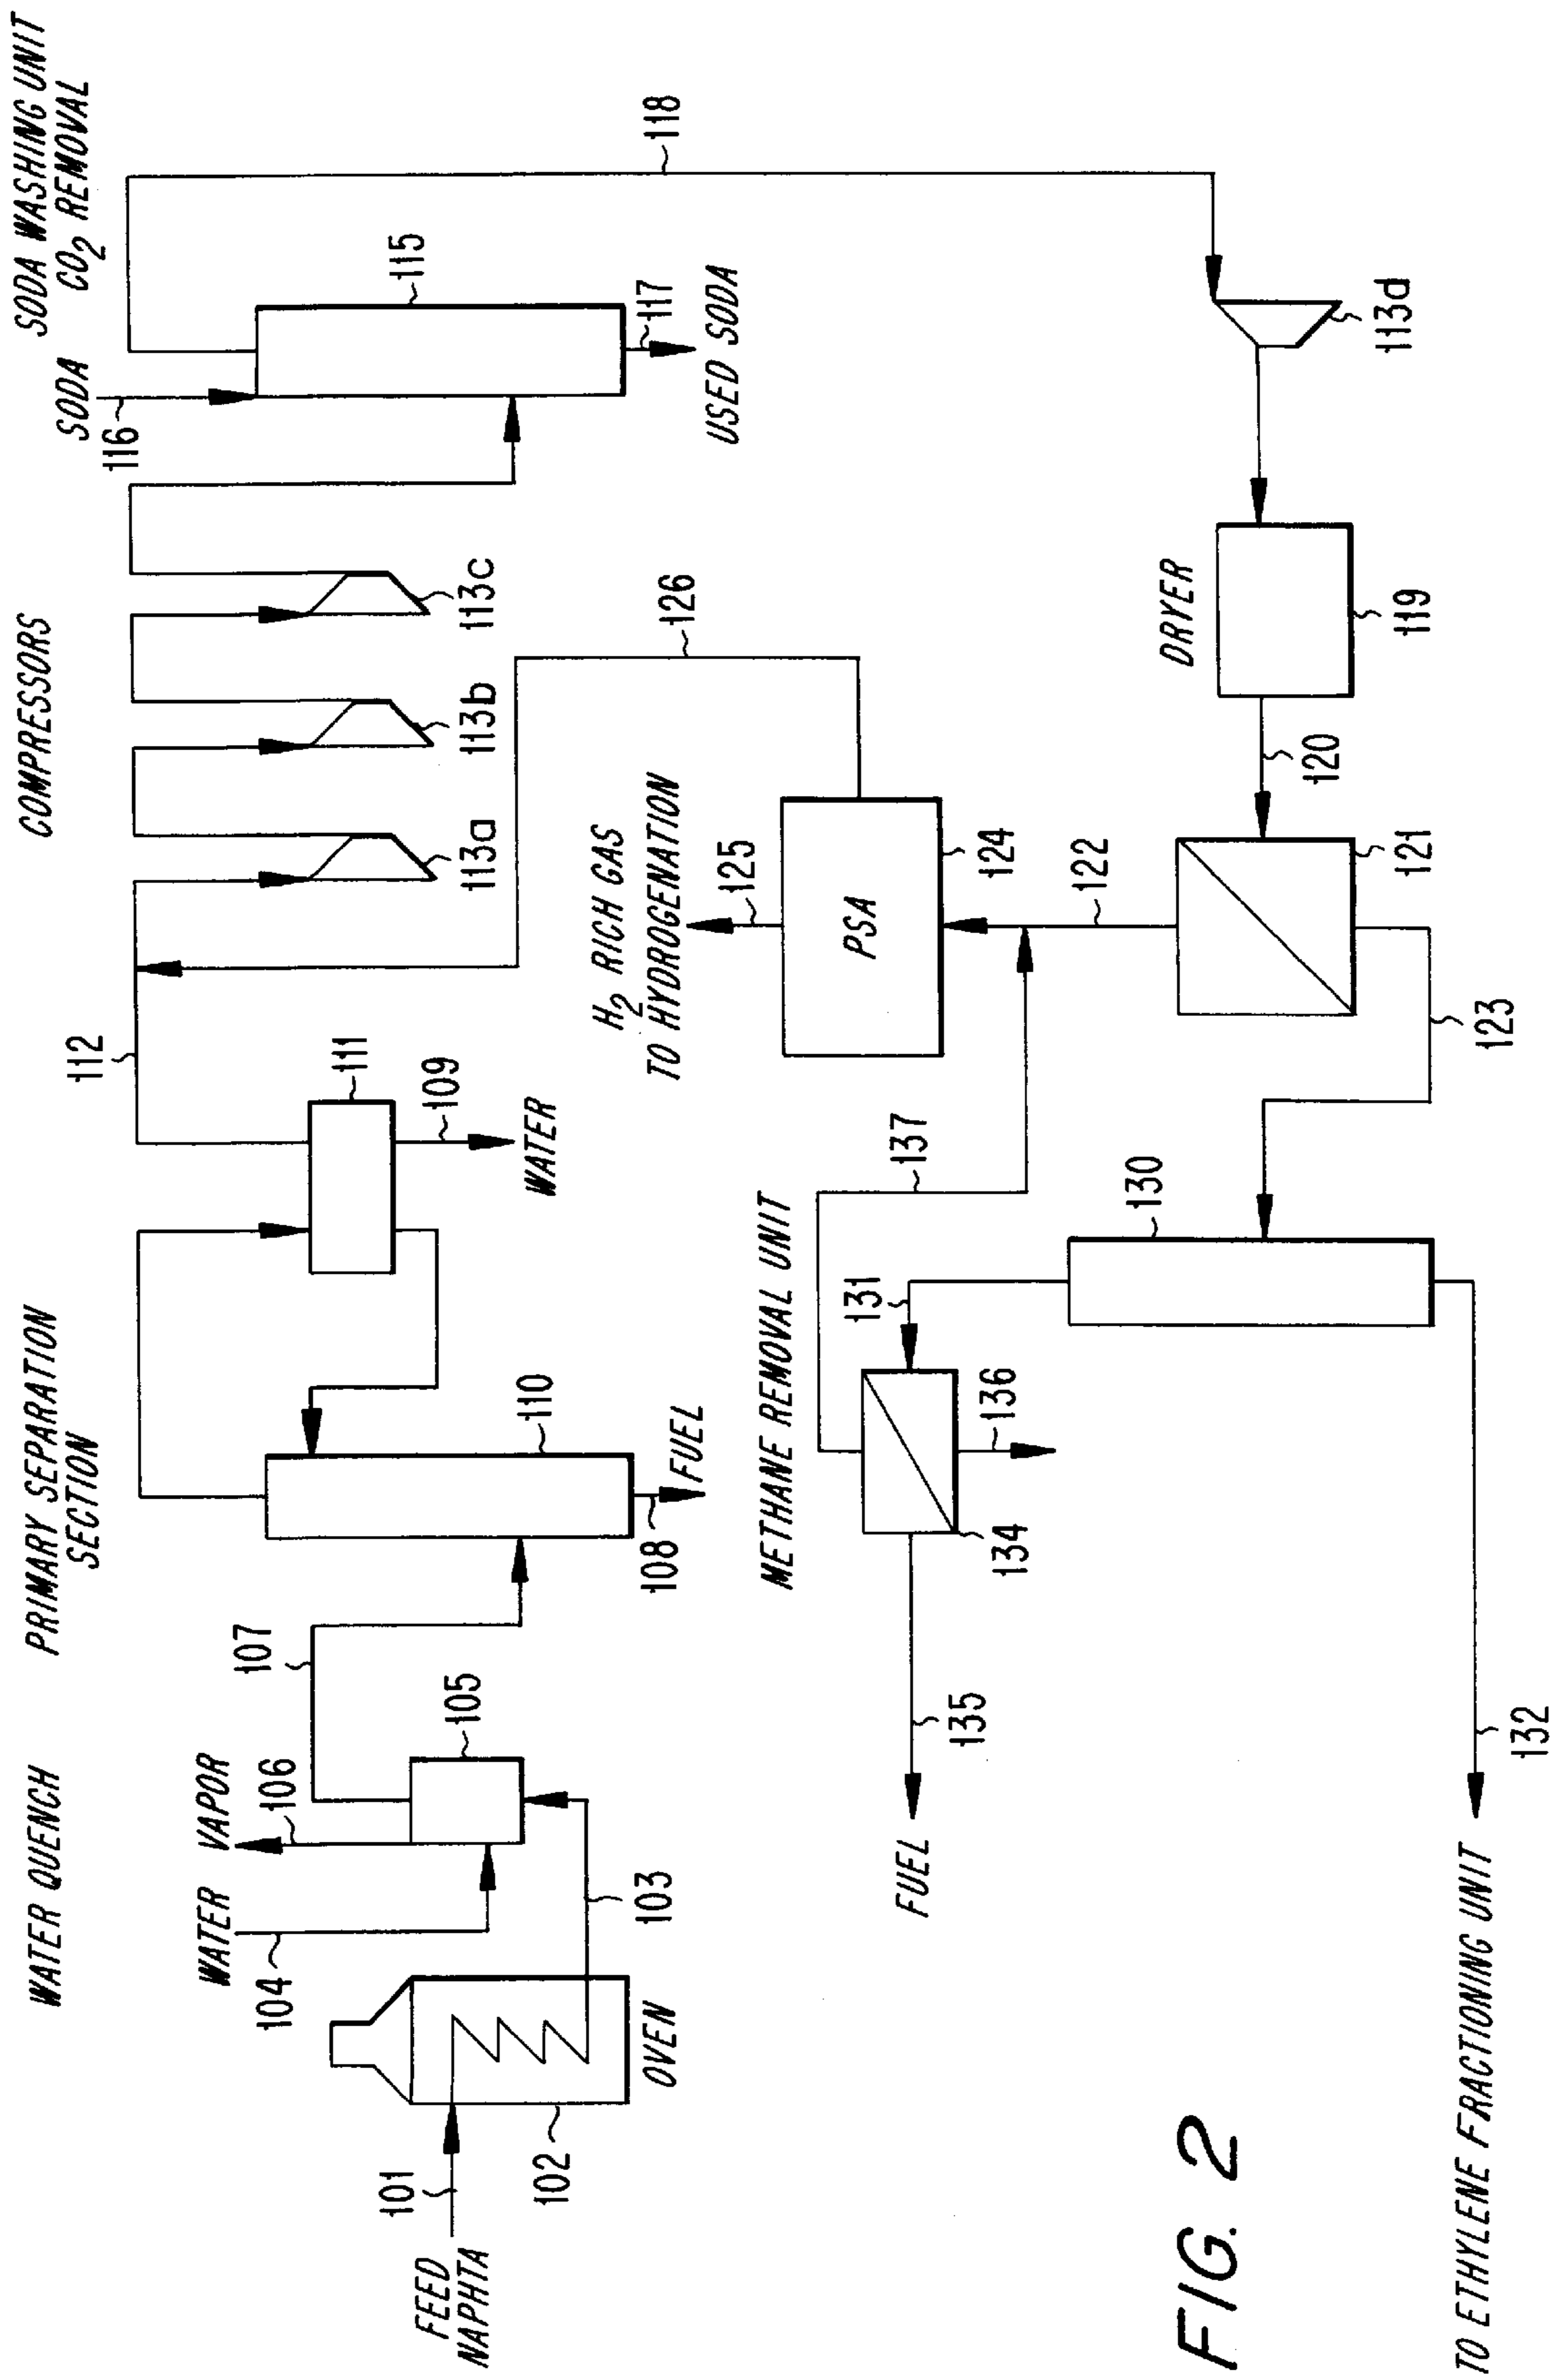 WATER QUENCH
PRIMARY SEPARATION
SECTION
COMPRESSORS
SODA WASHING UNIT
CO2 REMOVAL
FEED
NAPHTA
101
102
OVEN
103
WATER
104
VAPOR
106
105
107
108
FUEL
110
111
109
WATER
112
113a
113b
113c
SODA
116
115
117
USED SODA
118
113d
DRYER
119
120
121
122
123
PSA
124
125
H2 RICH GAS
TO HYDROGENATION
126
METHANE REMOVAL UNIT
137
130
131
134
136
135
FUEL
132
TO ETHYLENE FRACTIONING UNIT
FIG. 2